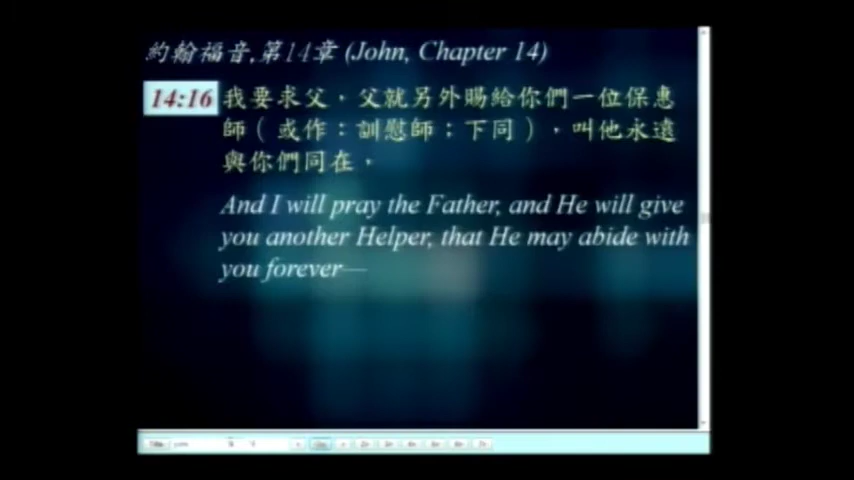 約翰福音,第14章 (John, Chapter 14)
14:16 我要求父，父就另外賜給你們一位保惠
師（或作：訓慰師；下同），叫他永遠
與你們同在，
And I will pray the Father, and He will give
you another Helper, that He may abide with
you forever—
Title